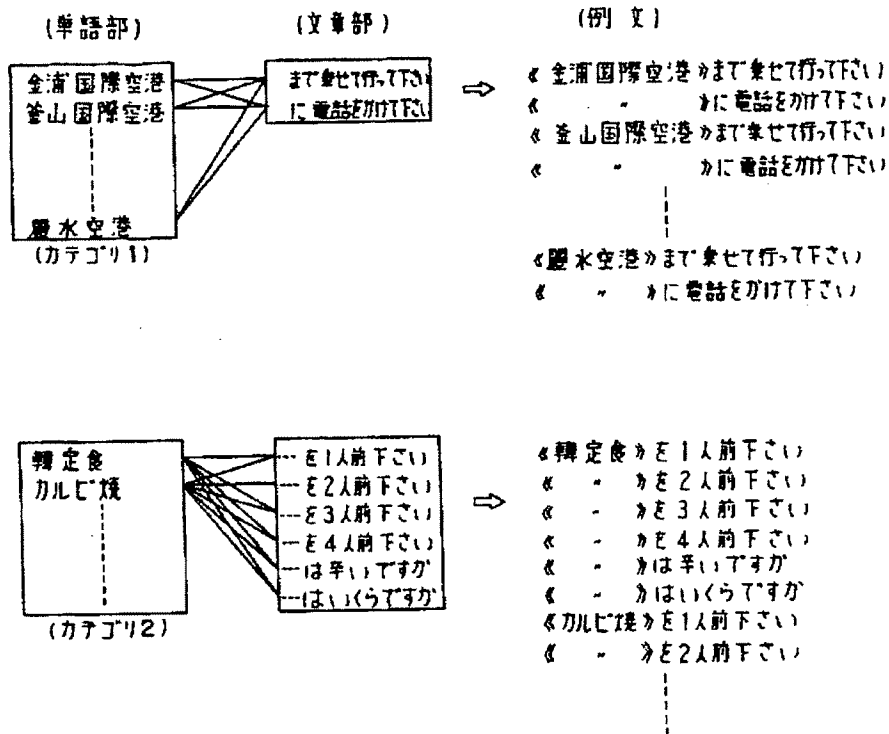 (単語部)
(文章部)
(例文)
金浦国際空港
釜山国際空港
麗水空港
(カテゴリ1)
まで乗せて行って下さい
に電話をかけて下さい
⇨
《金浦国際空港》まで乗せて行って下さい
《 〃 》に電話をかけて下さい
《釜山国際空港》まで乗せて行って下さい
《 〃 》に電話をかけて下さい
《麗水空港》まで乗せて行って下さい
《 〃 》に電話をかけて下さい
韓定食
カルビ焼
(カテゴリ2)
…を1人前下さい
…を2人前下さい
…を3人前下さい
…を4人前下さい
…は辛いですか
…はいくらですか
⇨
《韓定食》を1人前下さい
《 〃 》を2人前下さい
《 〃 》を3人前下さい
《 〃 》を4人前下さい
《 〃 》は辛いですか
《 〃 》はいくらですか
《カルビ焼》を1人前下さい
《 〃 》を2人前下さい